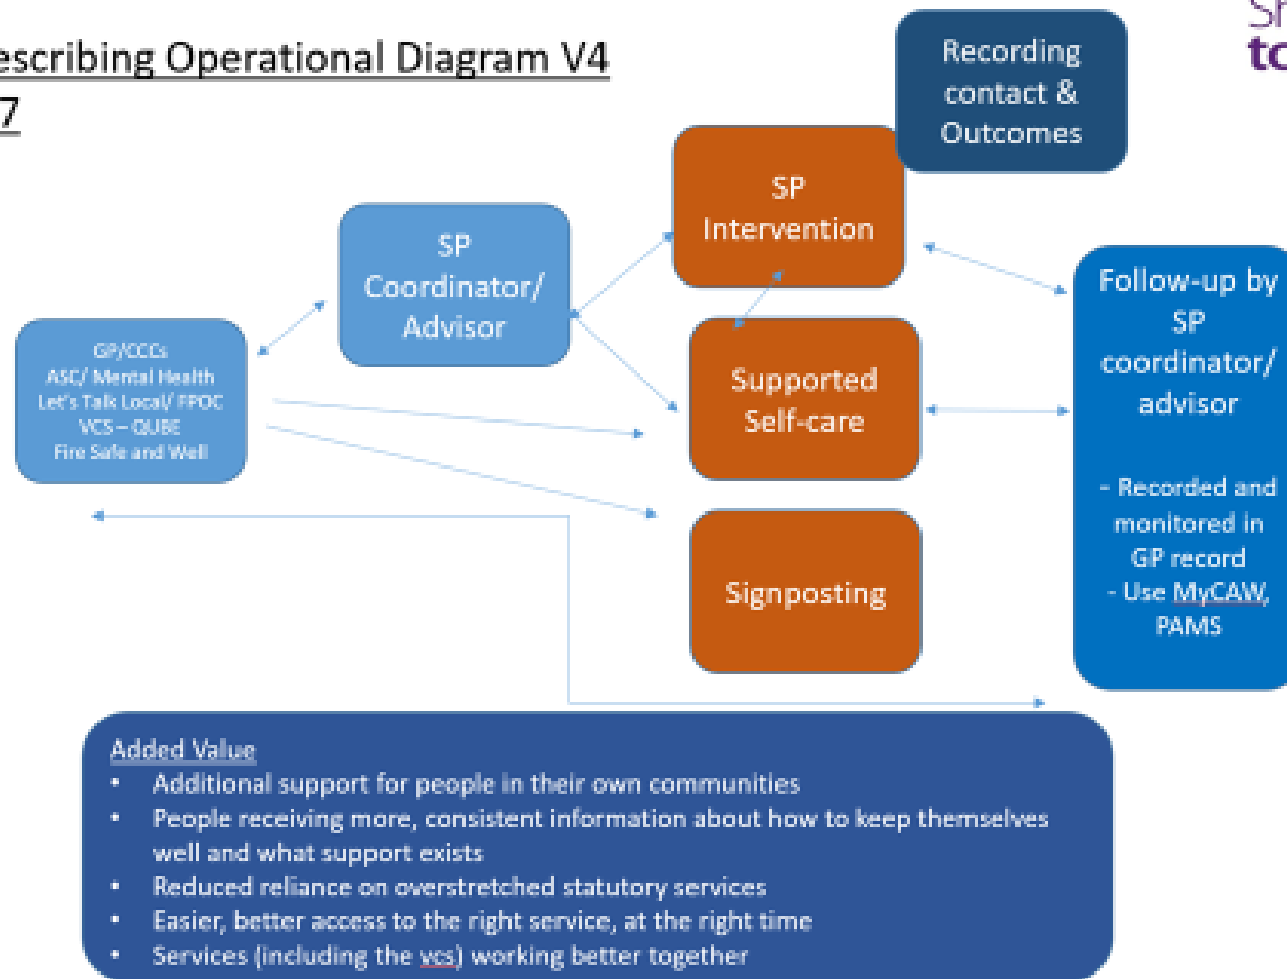 escribing Operational Diagram V4
7
Sh
to
Recording
contact &
Outcomes
SP
Intervention
SP
Coordinator/
Advisor
GP/CCCs
ASC/ Mental Health
Let's Talk Local/ FPOC
VCS – QUBE
Fire Safe and Well
Supported
Self-care
Signposting
Follow-up by
SP
coordinator/
advisor
- Recorded and
monitored in
GP record
- Use MyCAW,
PAMS
Added Value
• Additional support for people in their own communities
• People receiving more, consistent information about how to keep themselves
well and what support exists
• Reduced reliance on overstretched statutory services
• Easier, better access to the right service, at the right time
• Services (including the vcs) working better together